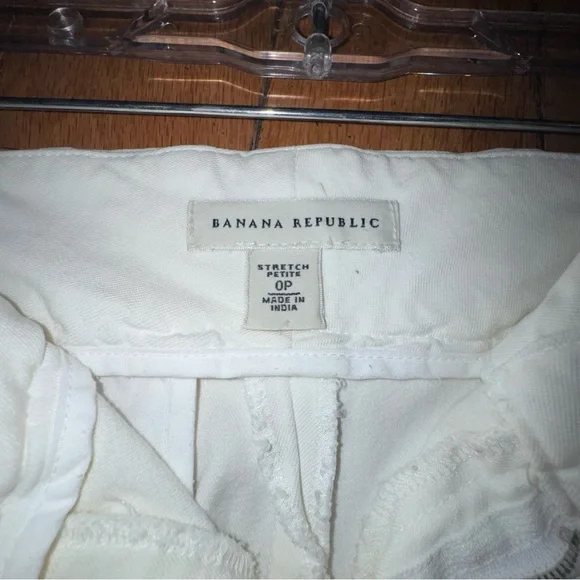 BANANA REPUBLIC
STRETCH
PETITE
0P
MADE IN
INDIA